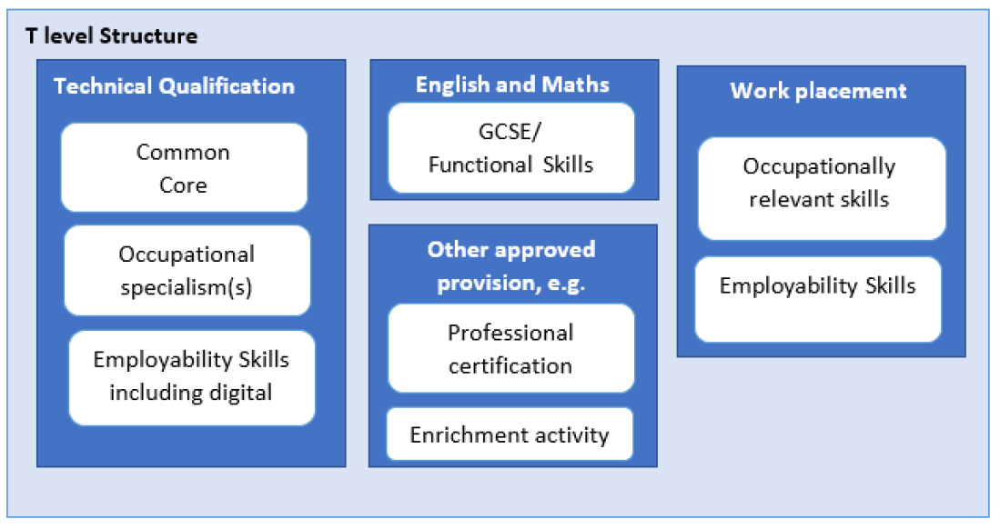 T level Structure
Technical Qualification
Common
Core
Occupational
specialism(s)
Employability Skills
including digital
English and Maths
GCSE/
Functional Skills
Other approved
provision, e.g.
Professional
certification
Enrichment activity
Work placement
Occupationally
relevant skills
Employability Skills